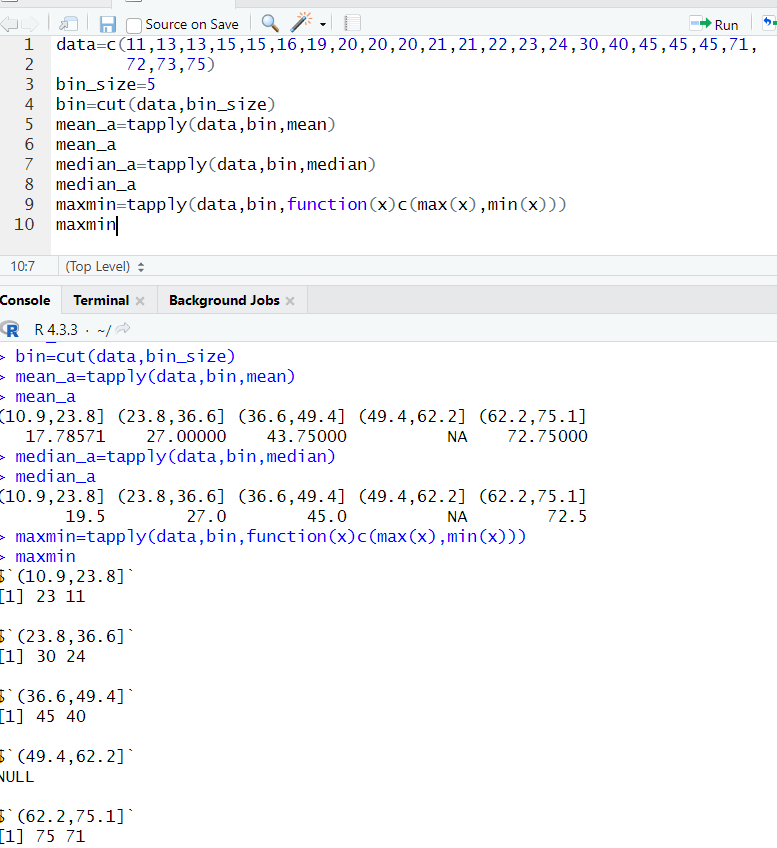 Source on Save Run
1 data=c(11,13,13,15,15,16,19,20,20,20,21,21,22,23,24,30,40,45,45,45,71,
2 72,73,75)
3 bin_size=5
4 bin=cut(data,bin_size)
5 mean_a=tapply(data,bin,mean)
6 mean_a
7 median_a=tapply(data,bin,median)
8 median_a
9 maxmin=tapply(data,bin,function(x)c(max(x),min(x)))
10 maxmin
10:7 (Top Level)
Console Terminal Background Jobs
R R 4.3.3 · ~/
> bin=cut(data,bin_size)
> mean_a=tapply(data,bin,mean)
> mean_a
(10.9,23.8] (23.8,36.6] (36.6,49.4] (49.4,62.2] (62.2,75.1]
17.78571 27.00000 43.75000 NA 72.75000
> median_a=tapply(data,bin,median)
> median_a
(10.9,23.8] (23.8,36.6] (36.6,49.4] (49.4,62.2] (62.2,75.1]
19.5 27.0 45.0 NA 72.5
> maxmin=tapply(data,bin,function(x)c(max(x),min(x)))
> maxmin
$`(10.9,23.8]`
[1] 23 11
$`(23.8,36.6]`
[1] 30 24
$`(36.6,49.4]`
[1] 45 40
$`(49.4,62.2]`
NULL
$`(62.2,75.1]`
[1] 75 71